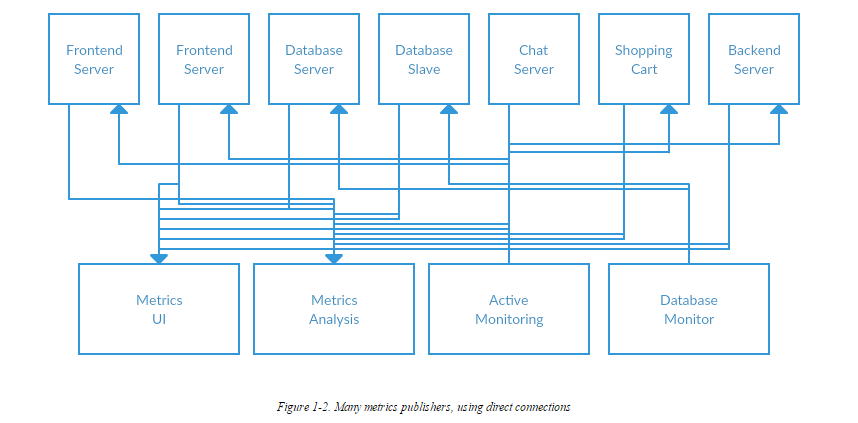 Frontend
Server
Frontend
Server
Database
Server
Database
Slave
Chat
Server
Shopping
Cart
Backend
Server
Metrics
UI
Metrics
Analysis
Active
Monitoring
Database
Monitor
Figure 1-2. Many metrics publishers, using direct connections